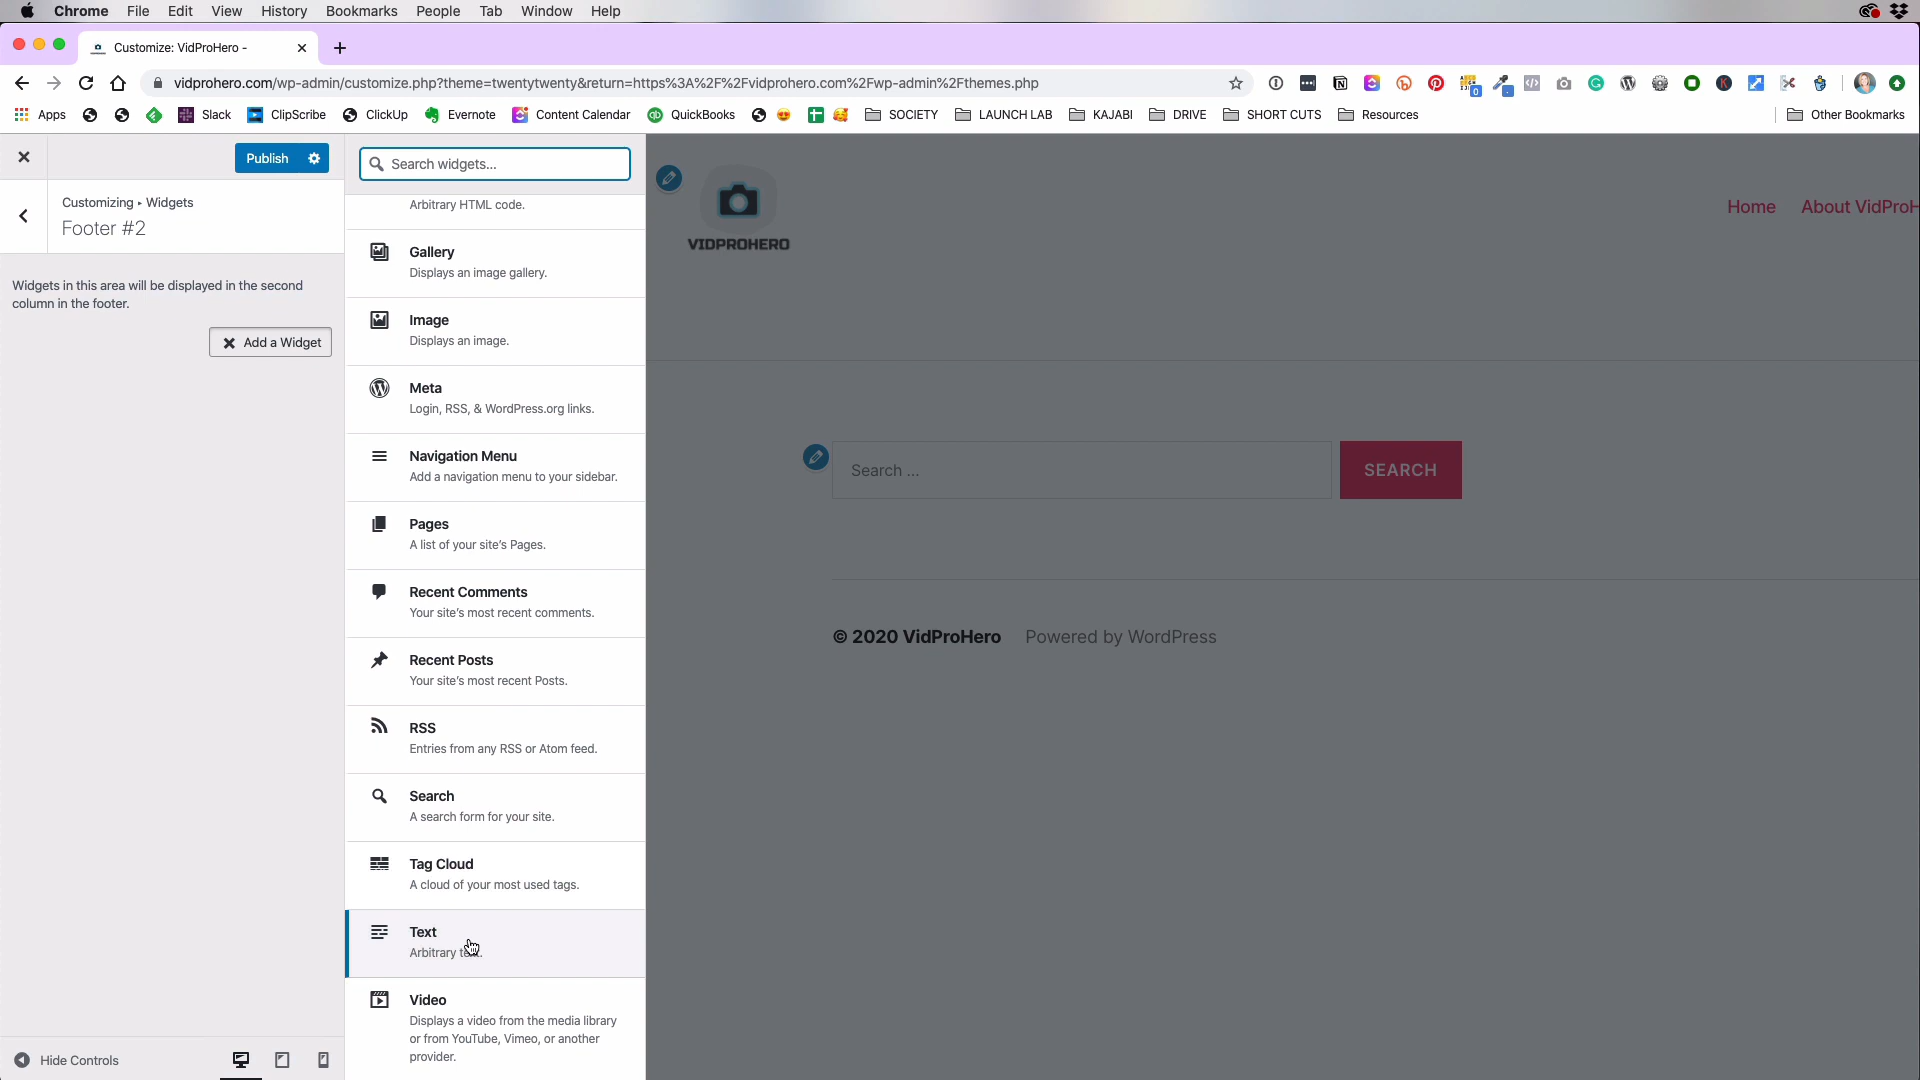 Chrome File Edit View History Bookmarks People Tab Window Help
Customize: VidProHero -
vidprohero.com/wp-admin/customize.php?theme=twentytwenty&return=https%3A%2F%2Fvidprohero.com%2Fwp-admin%2Fthemes.php
Apps Slack ClipScribe ClickUp Evernote Content Calendar QuickBooks SOCIETY LAUNCH LAB KAJABI DRIVE SHORT CUTS Resources Other Bookmarks
Publish
Customizing ▸ Widgets
Footer #2
Widgets in this area will be displayed in the second
column in the footer.
Add a Widget
Hide Controls
Search widgets...
Arbitrary HTML code.
Gallery
Displays an image gallery.
Image
Displays an image.
Meta
Login, RSS, & WordPress.org links.
Navigation Menu
Add a navigation menu to your sidebar.
Pages
A list of your site's Pages.
Recent Comments
Your site's most recent comments.
Recent Posts
Your site's most recent Posts.
RSS
Entries from any RSS or Atom feed.
Search
A search form for your site.
Tag Cloud
A cloud of your most used tags.
Text
Arbitrary
Video
Displays a video from the media library
or from YouTube, Vimeo, or another
provider.
VIDPROHERO
Home About VidProH
Search ...
SEARCH
© 2020 VidProHero Powered by WordPress